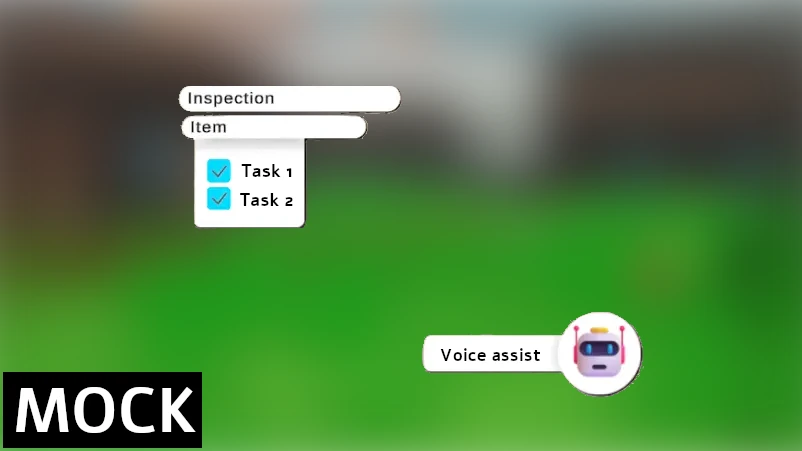 Inspection
Item
Task 1
Task 2
Voice assist
MOCK